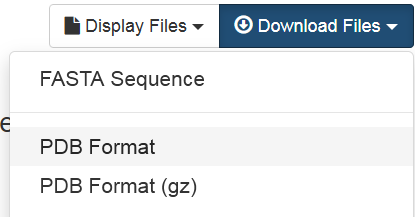 Display Files Download Files
FASTA Sequence
e
PDB Format
PDB Format (gz)